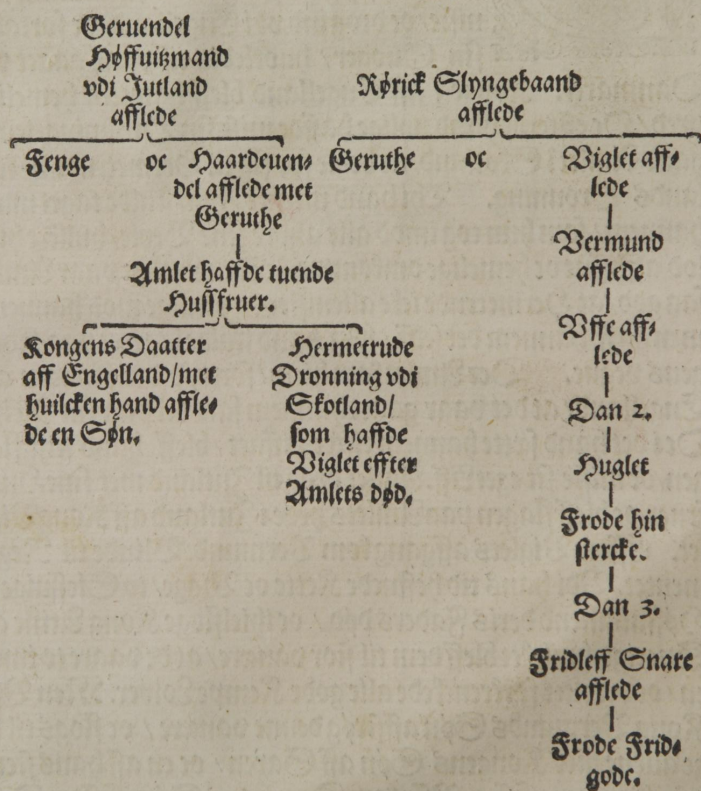 Geruendel
Høffuitzmand
vdi Jutland
afflede
Rørick Slyngebaand
afflede
Fenge oc Haardeuen⸗
del afflede met
Geruthe
Geruthe oc Viglet aff⸗
lede
Amlet haffde tuende
Husffruer.
Kongens Daatter
aff Engelland/met
huilcken hand affle⸗
de en Søn.
Hermetrude
Dronning vdi
Skotland/
som haffde
Viglet effter
Amlets død.
Vermund
afflede
Vffe aff⸗
lede
Dan 2.
Huglet
Frode hin
stercke.
Dan 3.
Fridleff Snare
afflede
Frode Frid⸗
gode.